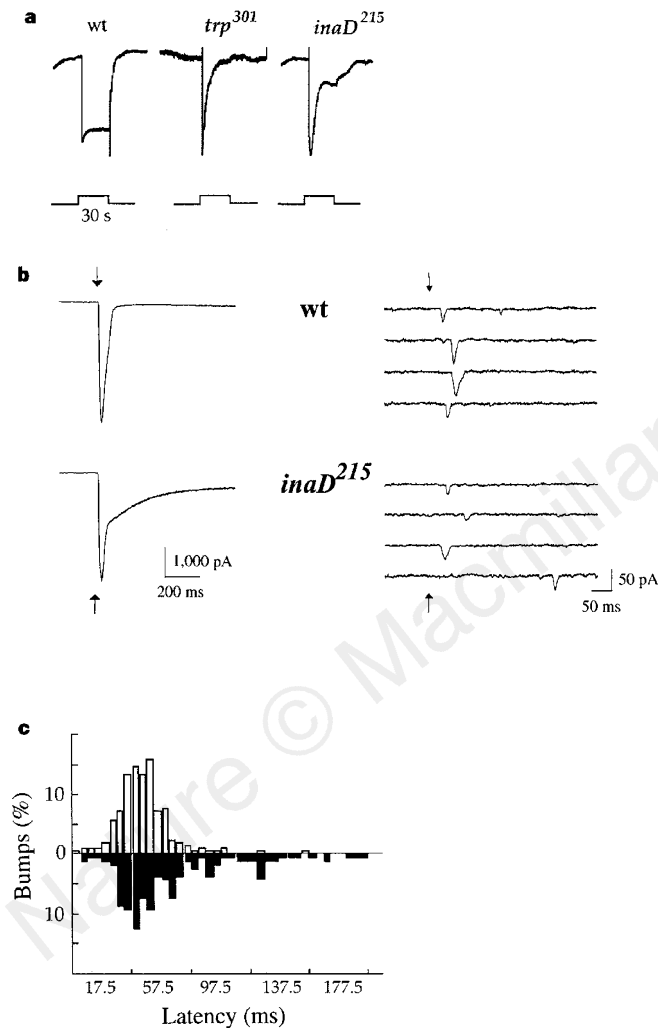 a
wt
trp301
inaD215
30 s
b
wt
inaD215
1,000 pA
200 ms
50 pA
50 ms
c
Bumps (%)
10
0
10
17.5 57.5 97.5 137.5 177.5
Latency (ms)
Nature © Macmillan